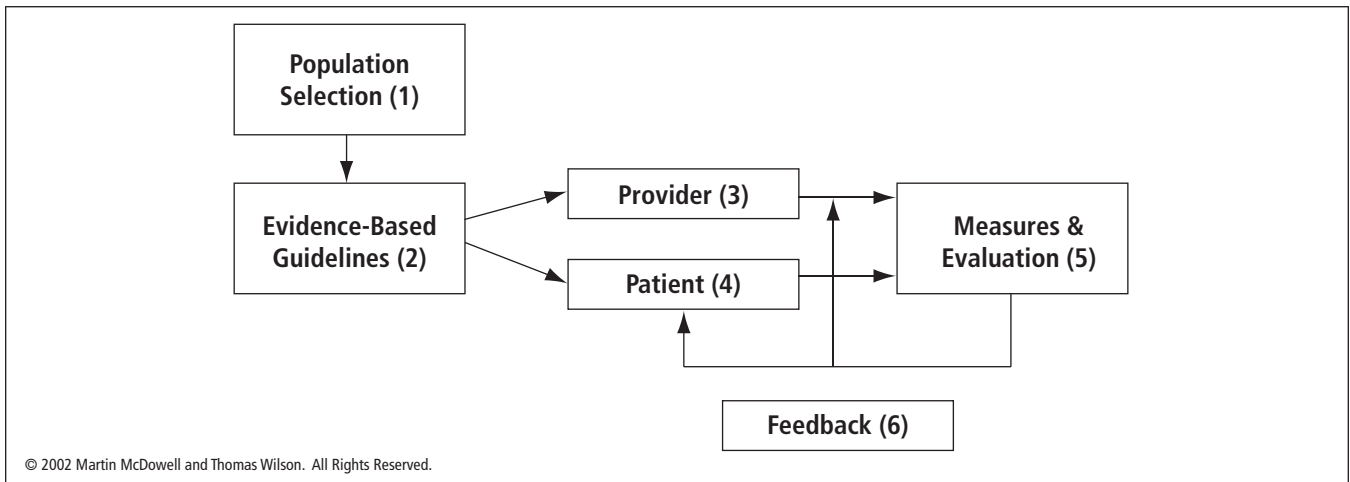 Population
Selection (1)
Evidence-Based
Guidelines (2)
Provider (3)
Patient (4)
Measures &
Evaluation (5)
Feedback (6)
© 2002 Martin McDowell and Thomas Wilson. All Rights Reserved.